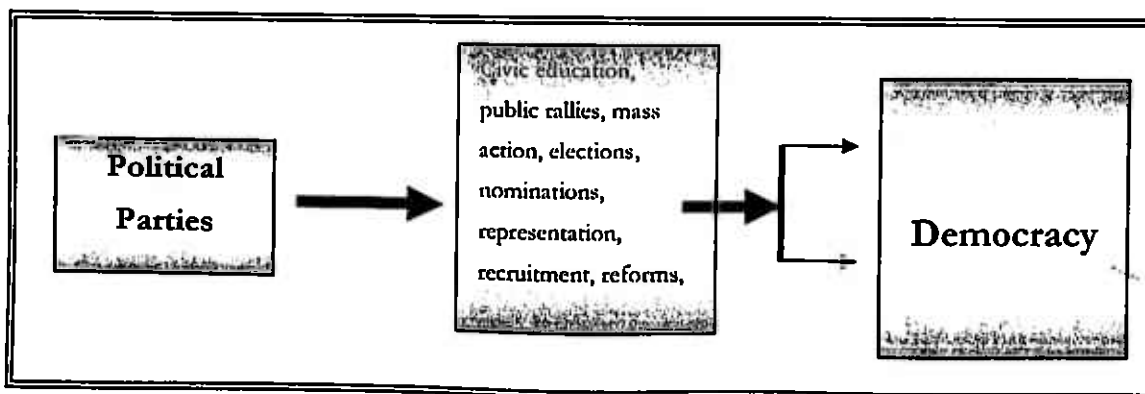 Political
Parties
Civic education,
public rallies, mass
action, elections,
nominations,
representation,
recruitment, reforms,
Democracy